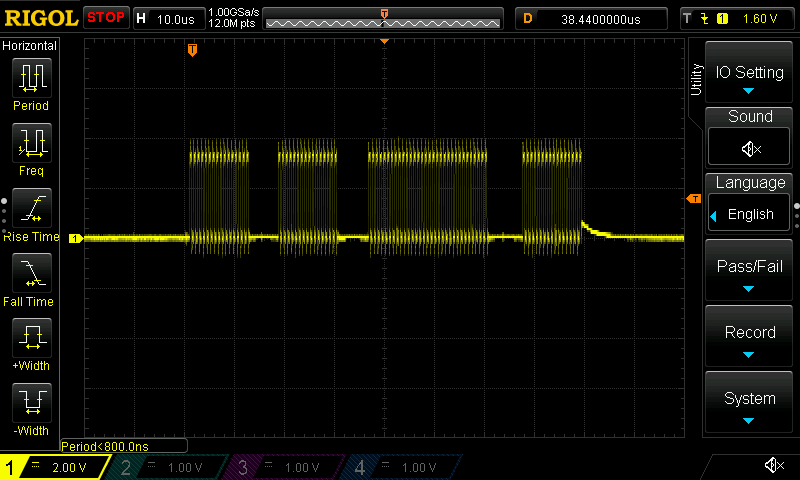 RIGOL STOP H 10.0us 1.00GSa/s 12.0M pts D 38.4400000us T 1 1.60 V
Horizontal
Period
Freq
Rise Time
Fall Time
+Width
-Width
T
T
1
T
Period<800.0ns
Utility
IO Setting
Sound
Language
English
Pass/Fail
Record
System
1 2.00 V 2 1.00 V 3 1.00 V 4 1.00 V